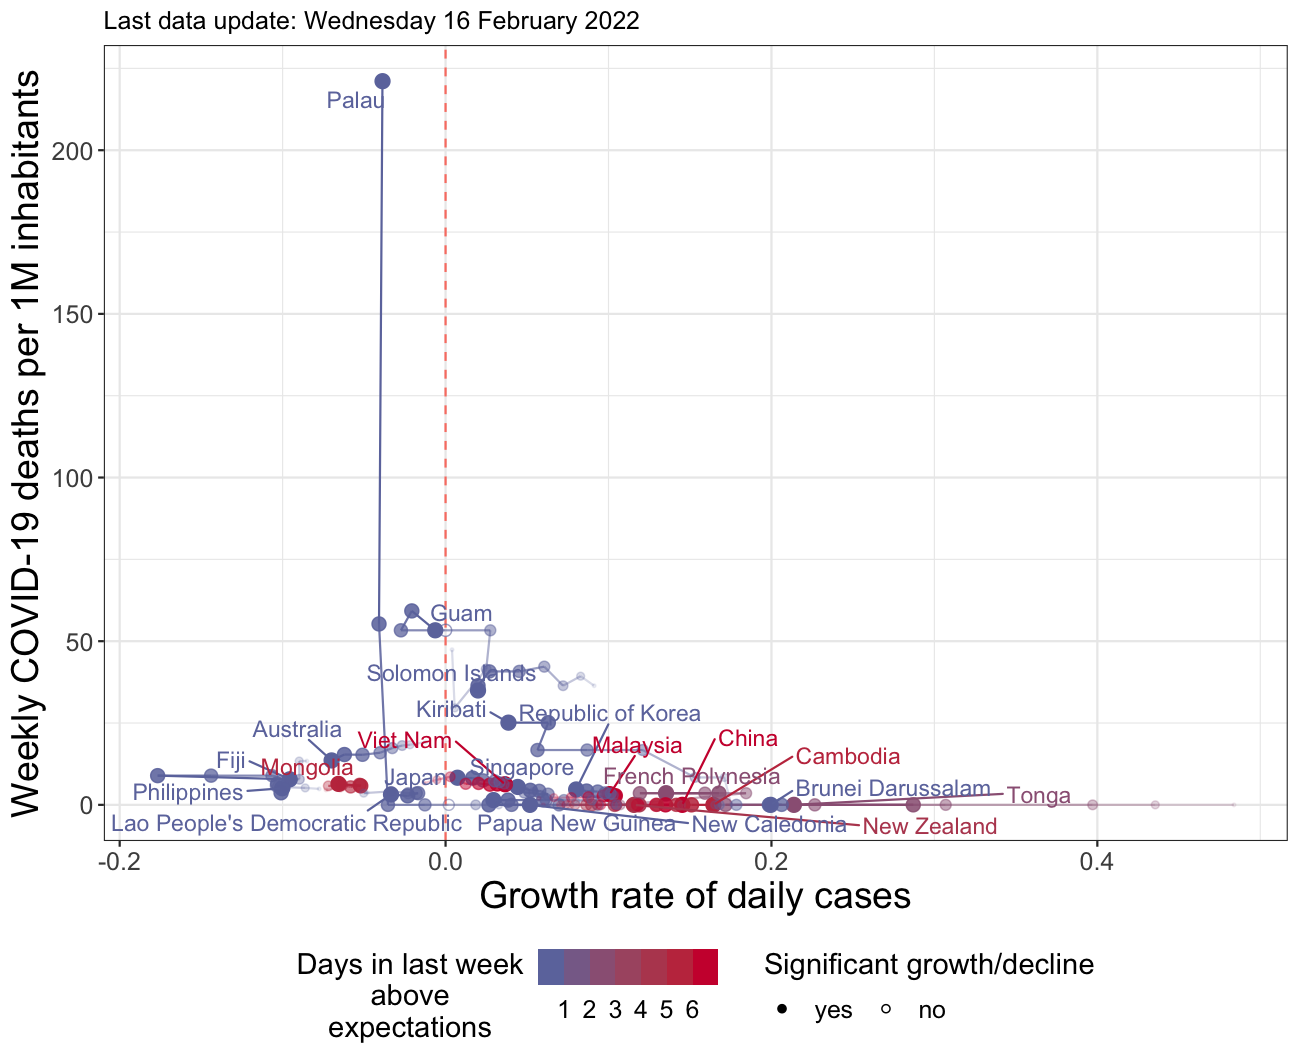 Last data update: Wednesday 16 February 2022
Weekly COVID-19 deaths per 1M inhabitants
200
150
100
50
0
Palau
Guam
Solomon Islands
Kiribati
Republic of Korea
Australia
Viet Nam
Malaysia
China
Fiji
Mongolia
Japan
Singapore
French Polynesia
Cambodia
Philippines
Brunei Darussalam
Tonga
Lao People's Democratic Republic
Papua New Guinea
New Caledonia
New Zealand
-0.2
0.0
0.2
0.4
Growth rate of daily cases
Days in last week
above
expectations
1 2 3 4 5 6
Significant growth/decline
yes
no